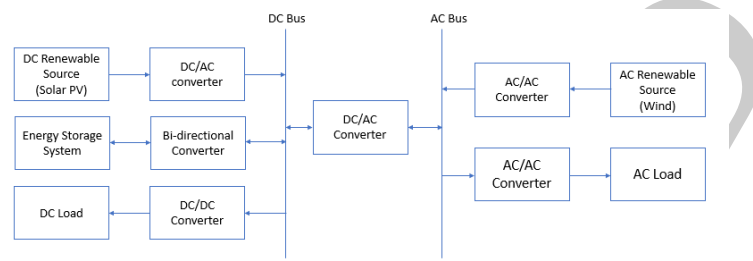 DC Bus
AC Bus
DC Renewable
Source
(Solar PV)
DC/AC
converter
Energy Storage
System
Bi-directional
Converter
DC Load
DC/DC
Converter
DC/AC
Converter
AC/AC
Converter
AC Renewable
Source
(Wind)
AC/AC
Converter
AC Load